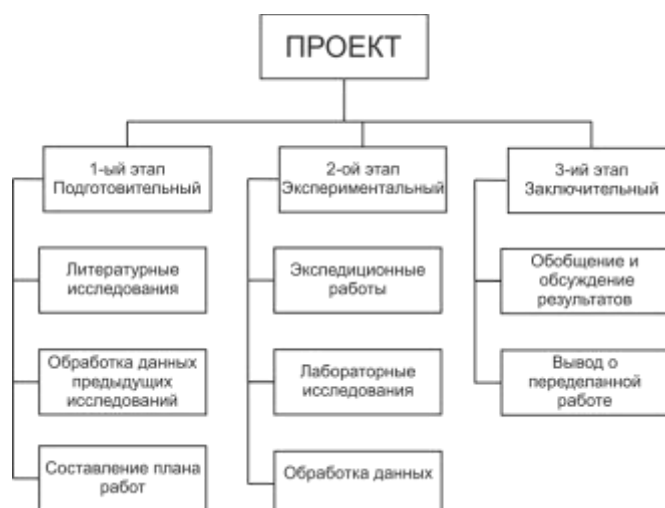 ПРОЕКТ
1-ый этап
Подготовительный
Литературные
исследования
Обработка данных
предыдущих
исследований
Составление плана
работ
2-ой этап
Экспериментальный
Экспедиционные
работы
Лабораторные
исследования
Обработка данных
3-ий этап
Заключительный
Обобщение и
обсуждение
результатов
Вывод о
переделанной
работе